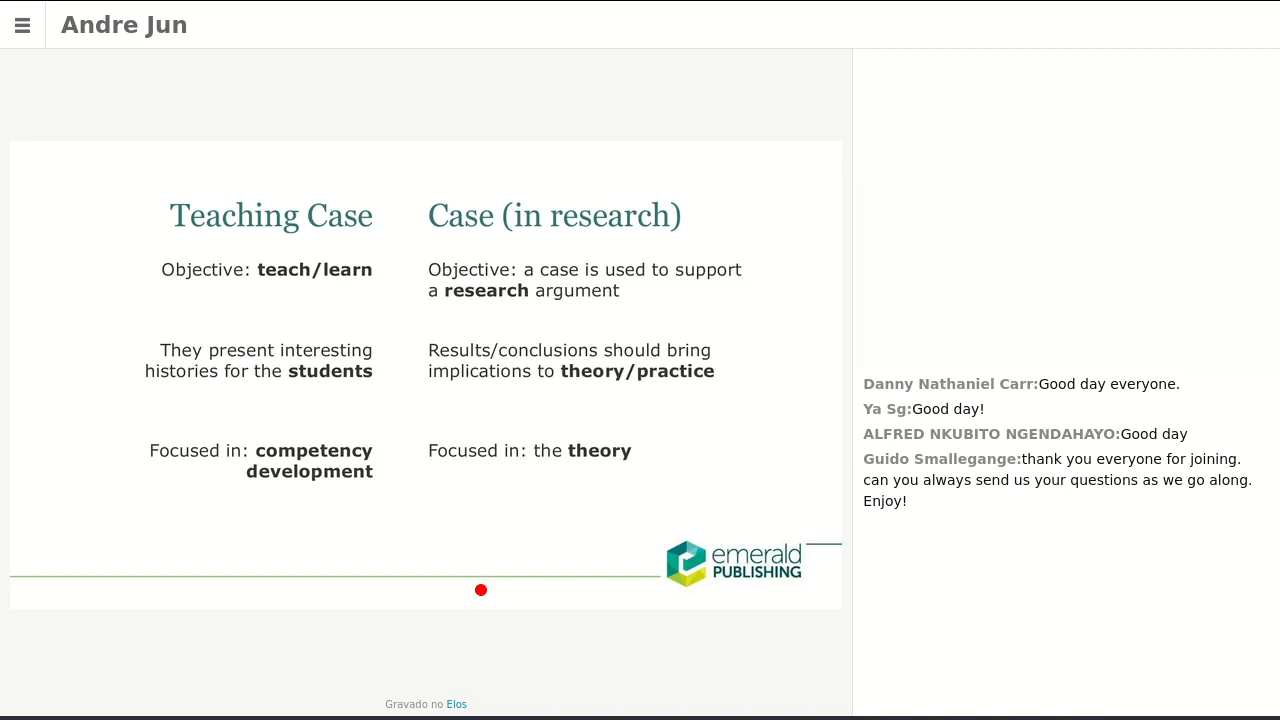 Andre Jun
Teaching Case
Objective: teach/learn
They present interesting
histories for the students
Focused in: competency
development
Case (in research)
Objective: a case is used to support
a research argument
Results/conclusions should bring
implications to theory/practice
Focused in: the theory
emerald
PUBLISHING
Gravado no Elos
Danny Nathaniel Carr:Good day everyone.
Ya Sg:Good day!
ALFRED NKUBITO NGENDAHAYO:Good day
Guido Smallegange:thank you everyone for joining.
can you always send us your questions as we go along.
Enjoy!